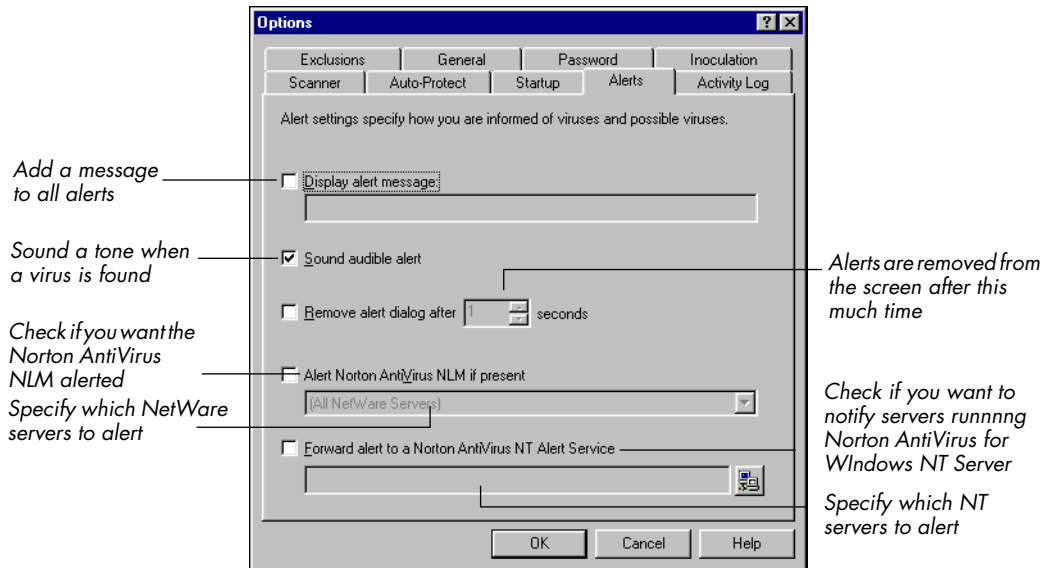 Options
Exclusions General Password Inoculation
Scanner Auto-Protect Startup Alerts Activity Log
Alert settings specify how you are informed of viruses and possible viruses.
Add a message
to all alerts
Display alert message:
Sound a tone when
a virus is found
Sound audible alert
Alerts are removed from
the screen after this
much time
Remove alert dialog after 1 seconds
Check if you want the
Norton AntiVirus
NLM alerted
Alert Norton AntiVirus NLM if present
Specify which NetWare
servers to alert
(All NetWare Servers)
Check if you want to
notify servers runnnng
Norton AntiVirus for
WIndows NT Server
Forward alert to a Norton AntiVirus NT Alert Service
Specify which NT
servers to alert
OK Cancel Help